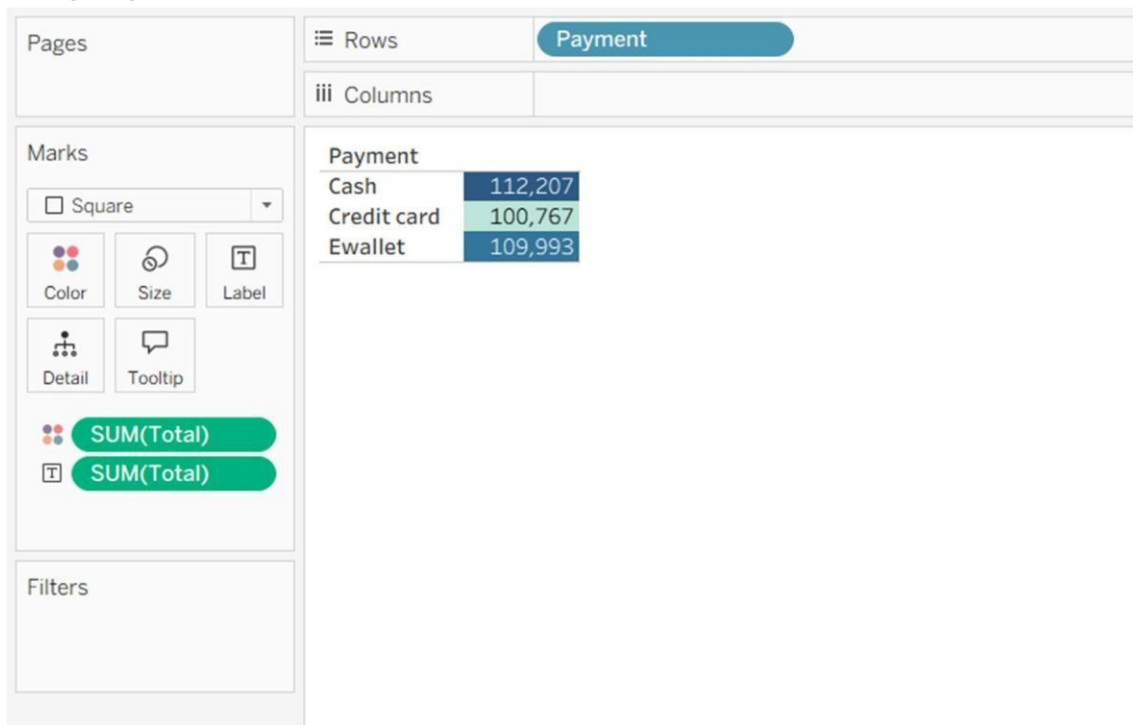 Pages
Rows
Payment
iii Columns
Marks
Square
Color
Size
T
Label
Detail
Tooltip
SUM(Total)
T SUM(Total)
Filters
Payment
Cash 112,207
Credit card 100,767
Ewallet 109,993